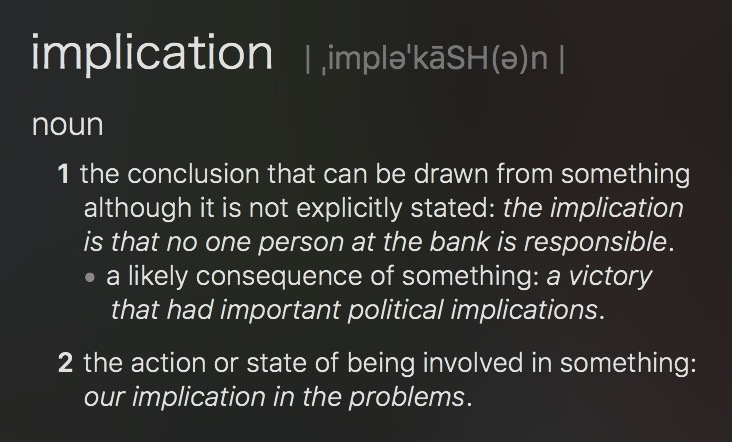 implication | ˌimpləˈkāSH(ə)n |
noun
1 the conclusion that can be drawn from something
although it is not explicitly stated: the implication
is that no one person at the bank is responsible.
• a likely consequence of something: a victory
that had important political implications.
2 the action or state of being involved in something:
our implication in the problems.